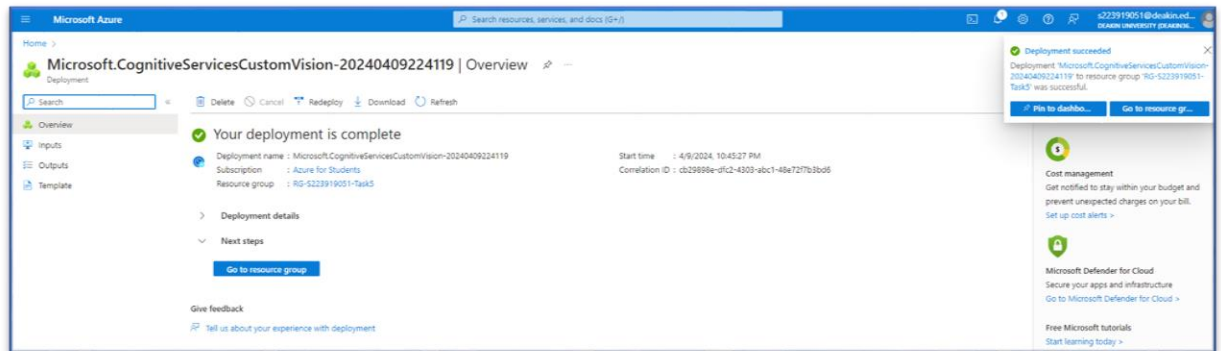 Microsoft Azure
Search resources, services, and docs (G+/)
1
s223919051@deakin.ed...
DEAKIN UNIVERSITY (DEAKIN36...
Home >
Microsoft.CognitiveServicesCustomVision-20240409224119 | Overview
Deployment
Search
Delete
Cancel
Redeploy
Download
Refresh
Overview
Inputs
Outputs
Template
Your deployment is complete
Deployment name : Microsoft.CognitiveServicesCustomVision-20240409224119
Subscription : Azure for Students
Resource group : RG-S223919051-Task5
Start time : 4/9/2024, 10:45:27 PM
Correlation ID : cb29898e-dfc2-4303-abc1-48e72f7b3bd6
Deployment details
Next steps
Go to resource group
Give feedback
Tell us about your experience with deployment
Deployment succeeded
Deployment 'Microsoft.CognitiveServicesCustomVision-
20240409224119' to resource group 'RG-S223919051-
Task5' was successful.
Pin to dashbo...
Go to resource gr...
Cost management
Get notified to stay within your budget and
prevent unexpected charges on your bill.
Set up cost alerts >
Microsoft Defender for Cloud
Secure your apps and infrastructure
Go to Microsoft Defender for Cloud >
Free Microsoft tutorials
Start learning today >